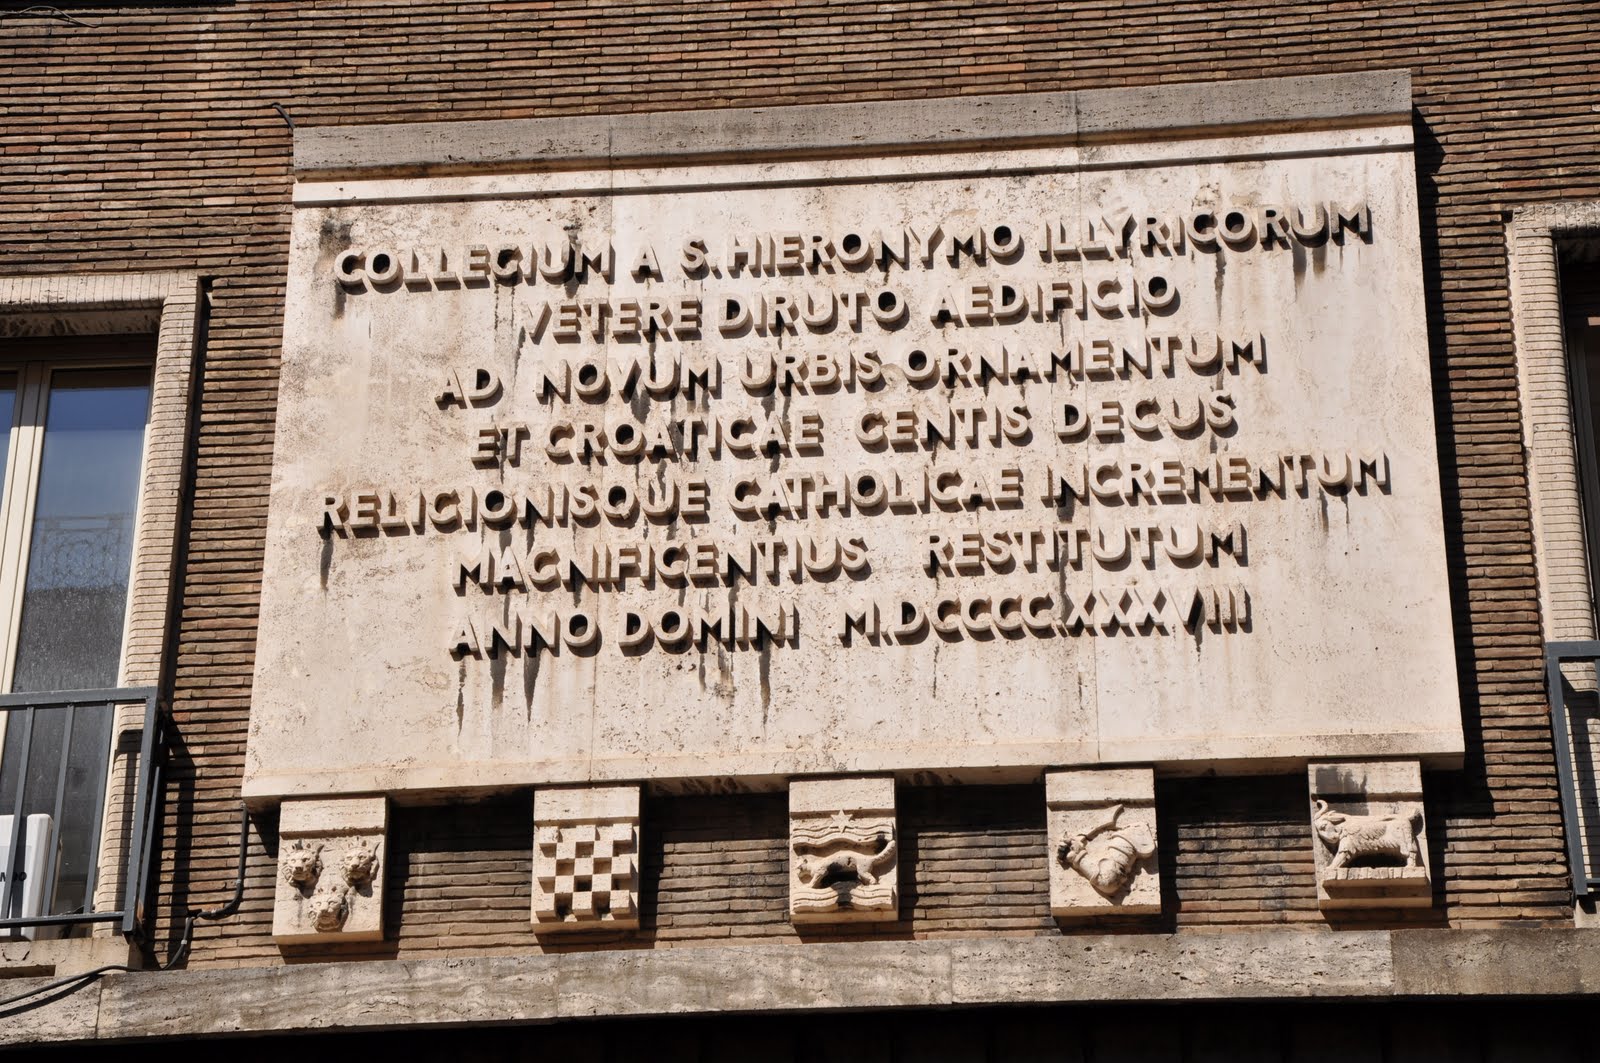 COLLEGIUM A S. HIERONYMO ILLYRICORUM
VETERE DIRUTO AEDIFICIO
AD NOVUM URBIS ORNAMENTUM
ET CROATICAE GENTIS DECUS
RELIGIONISQUE CATHOLICAE INCREMENTUM
MAGNIFICENTIUS RESTITUTUM
ANNO DOMINI M.DCCCC.XXXVIII